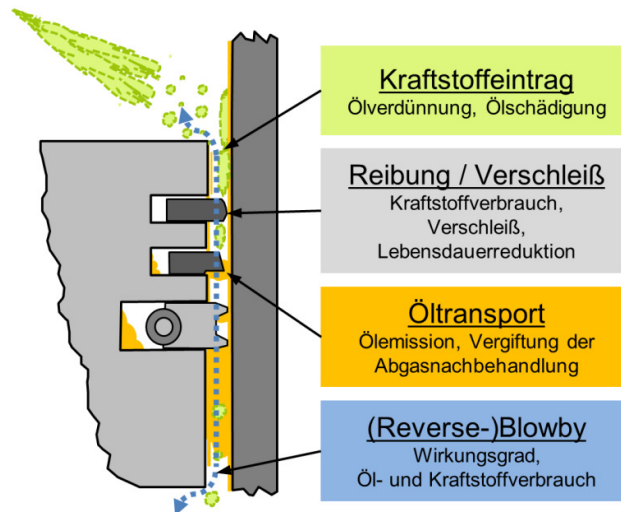 Kraftstoffeintrag
Ölverdünnung, Ölschädigung
Reibung / Verschleiß
Kraftstoffverbrauch,
Verschleiß,
Lebensdauerreduktion
Öltransport
Ölemission, Vergiftung der
Abgasnachbehandlung
(Reverse-)Blowby
Wirkungsgrad,
Öl- und Kraftstoffverbrauch